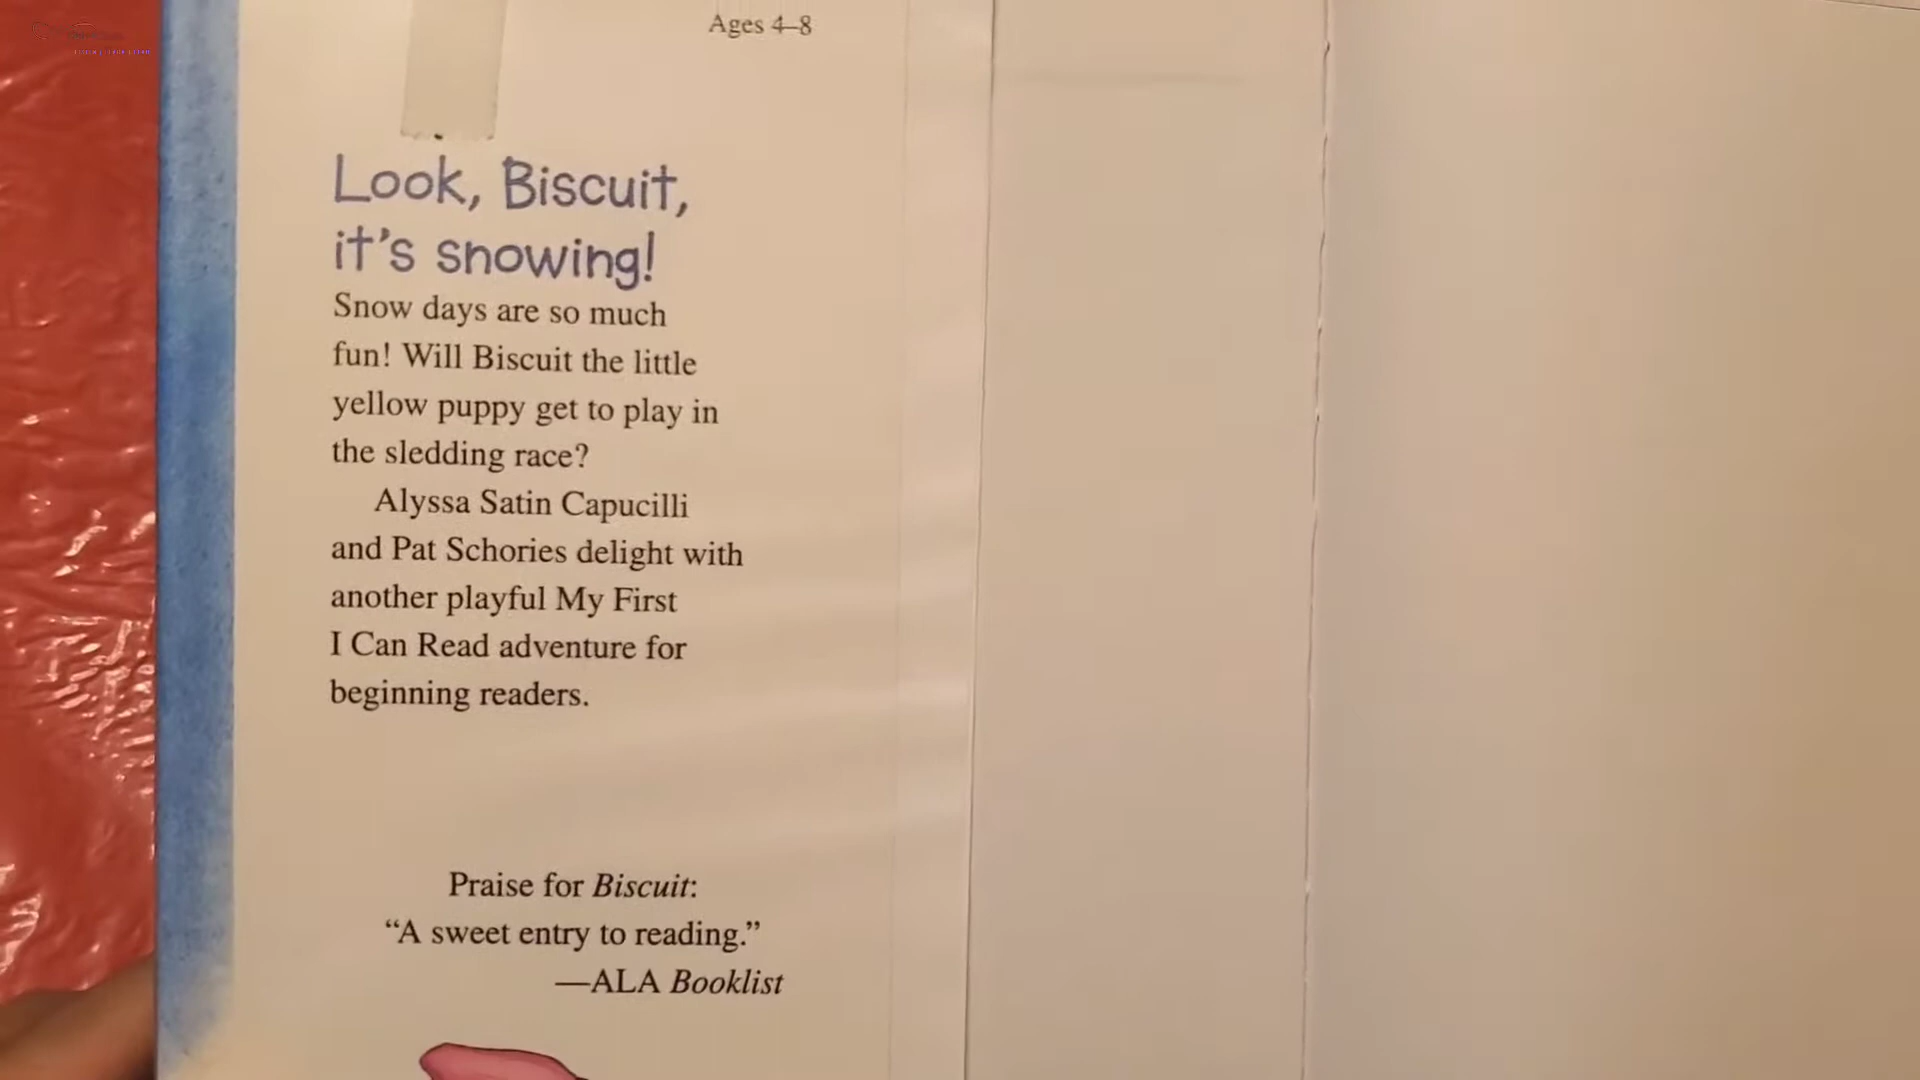 Ages 4–8
Look, Biscuit,
it's snowing!
Snow days are so much
fun! Will Biscuit the little
yellow puppy get to play in
the sledding race?
Alyssa Satin Capucilli
and Pat Schories delight with
another playful My First
I Can Read adventure for
beginning readers.
Praise for Biscuit:
“A sweet entry to reading.”
—ALA Booklist